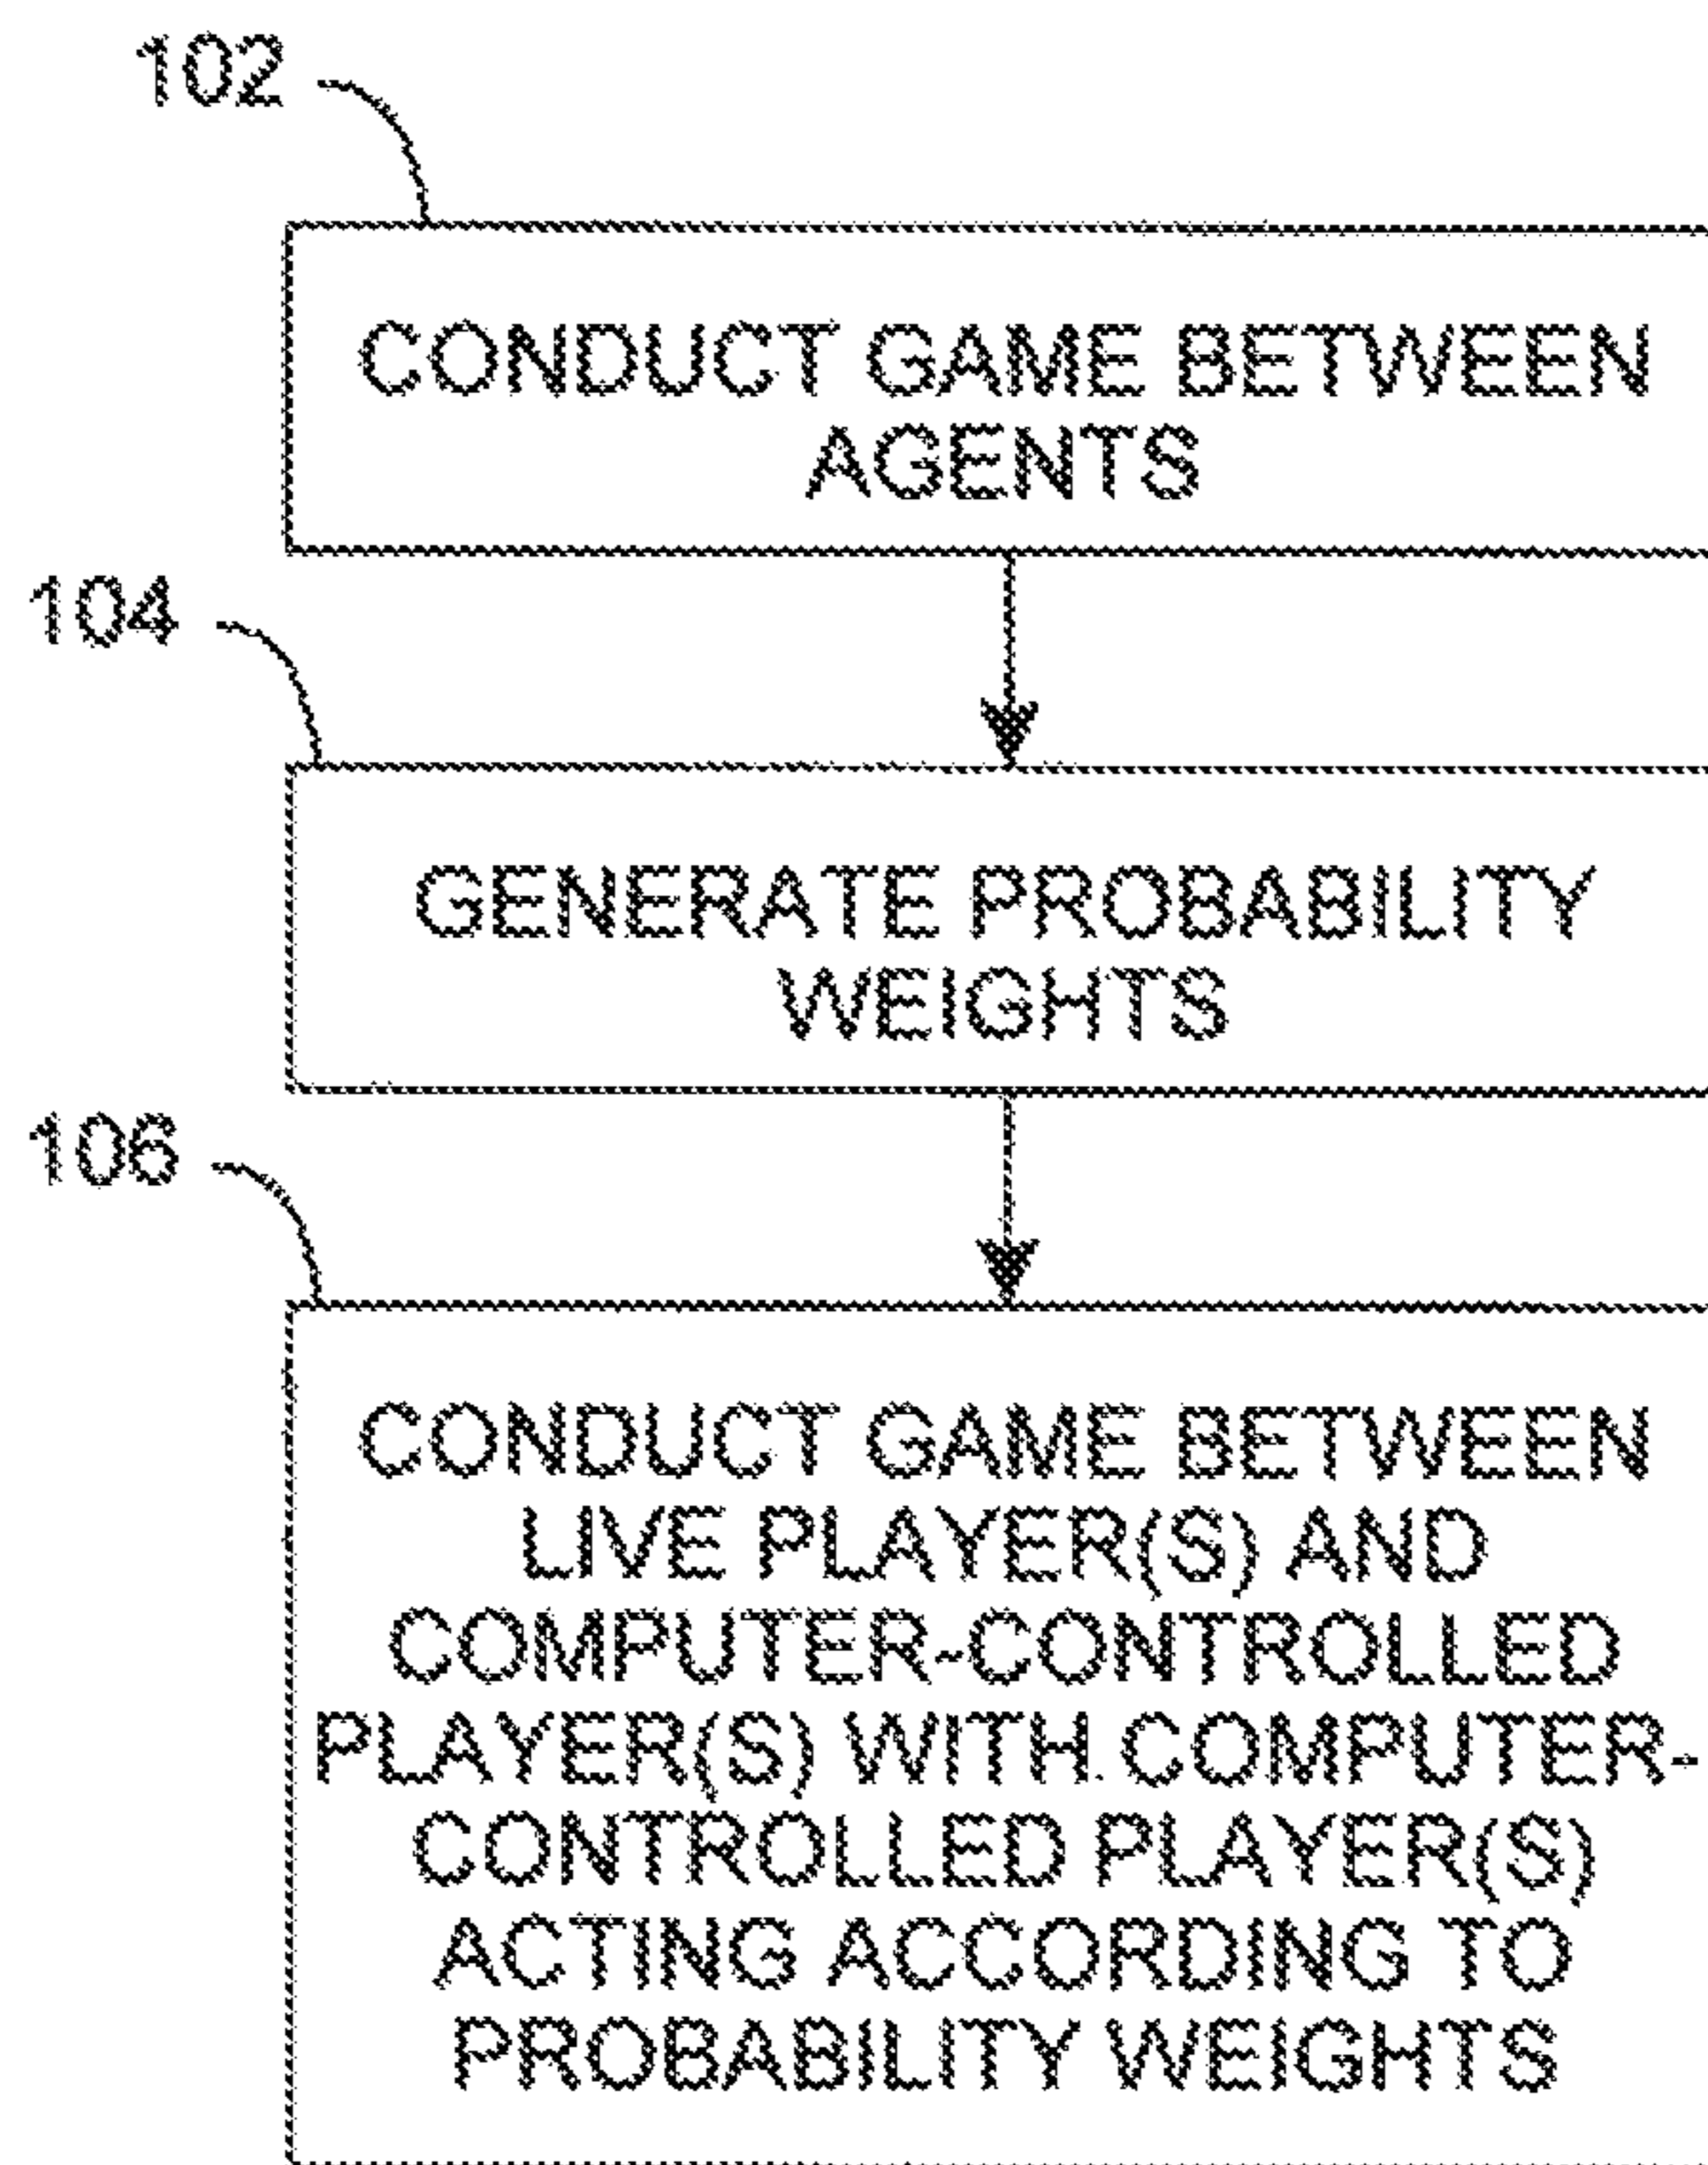 102
CONDUCT GAME BETWEEN
AGENTS
104
GENERATE PROBABILITY
WEIGHTS
106
CONDUCT GAME BETWEEN
LIVE PLAYER(S) AND
COMPUTER-CONTROLLED
PLAYER(S) WITH COMPUTER-
CONTROLLED PLAYER(S)
ACTING ACCORDING TO
PROBABILITY WEIGHTS